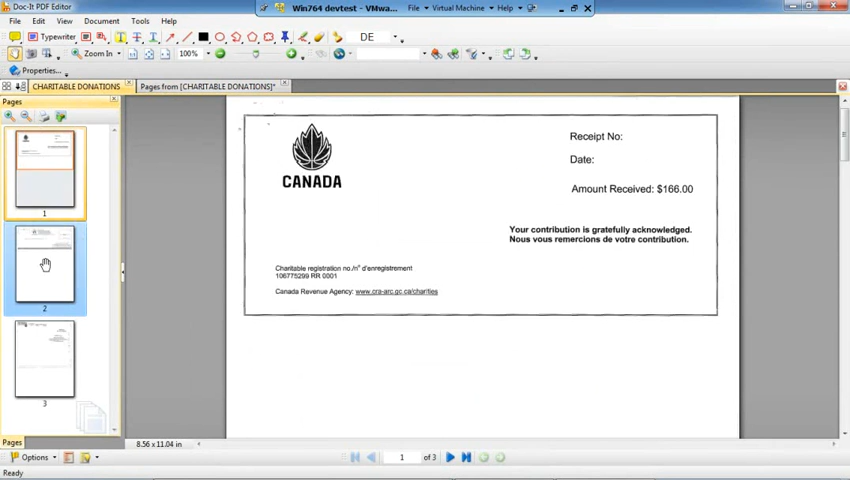 Doc-It PDF Editor
Win764 devtest - VMwa...
File
Virtual Machine
Help
File Edit View Document Tools Help
Typewriter
DE
Zoom In
100%
Properties...
CHARITABLE DONATIONS
Pages from [CHARITABLE DONATIONS]*
Pages
1
2
3
CANADA
Receipt No:
Date:
Amount Received: $166.00
Your contribution is gratefully acknowledged.
Nous vous remercions de votre contribution.
Charitable registration no./nº d'enregistrement
106775299 RR 0001
Canada Revenue Agency: www.cra-arc.gc.ca/charities
Pages
8.56 x 11.04 in
Options
1 of 3
Ready